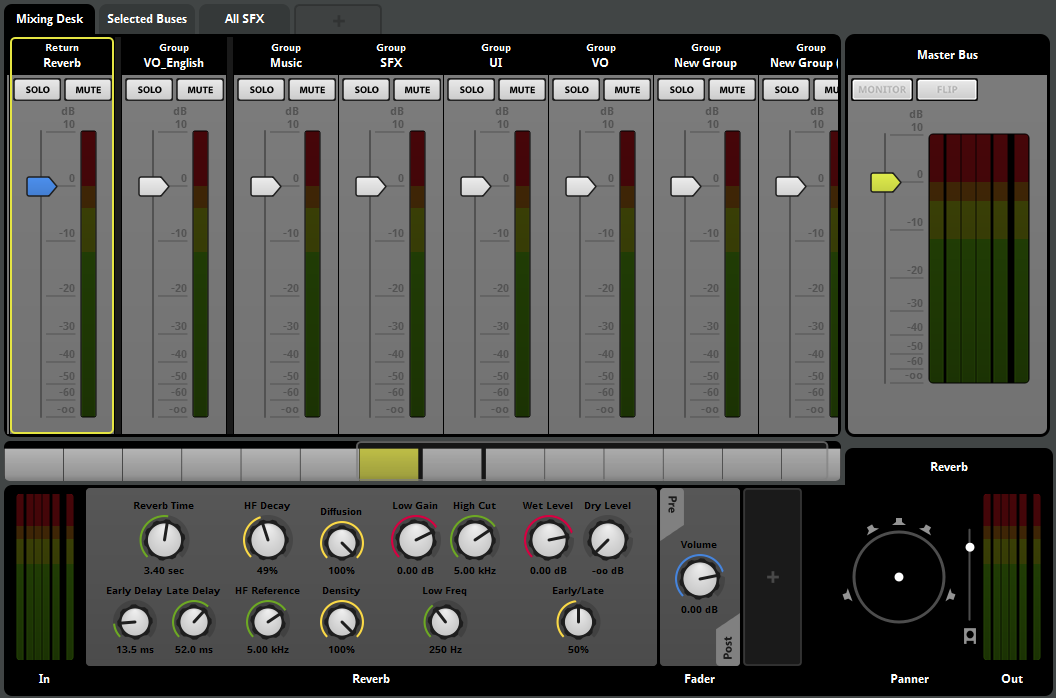 Mixing Desk Selected Buses All SFX +
Return Group Group Group Group Group Group Group
Reverb VO_English Music SFX UI VO New Group New Group (
Master Bus
SOLO MUTE SOLO MUTE SOLO MUTE SOLO MUTE SOLO MUTE SOLO MUTE SOLO MUTE SOLO MU
MONITOR FLIP
dB dB dB dB dB dB dB dB dB
10 10 10 10 10 10 10 10 10
0 0 0 0 0 0 0 0 0
-10 -10 -10 -10 -10 -10 -10 -10 -10
-20 -20 -20 -20 -20 -20 -20 -20 -20
-30 -30 -30 -30 -30 -30 -30 -30 -30
-40 -40 -40 -40 -40 -40 -40 -40 -40
-50 -50 -50 -50 -50 -50 -50 -50 -50
-60 -60 -60 -60 -60 -60 -60 -60 -60
-oo -oo -oo -oo -oo -oo -oo -oo -oo
Reverb
Reverb Time HF Decay Diffusion Low Gain High Cut Wet Level Dry Level
3.40 sec 49% 100% 0.00 dB 5.00 kHz 0.00 dB -oo dB
Early Delay Late Delay HF Reference Density Low Freq Early/Late
13.5 ms 52.0 ms 5.00 kHz 100% 250 Hz 50%
Pre
Volume
0.00 dB
Post
+
In Reverb Fader Panner Out